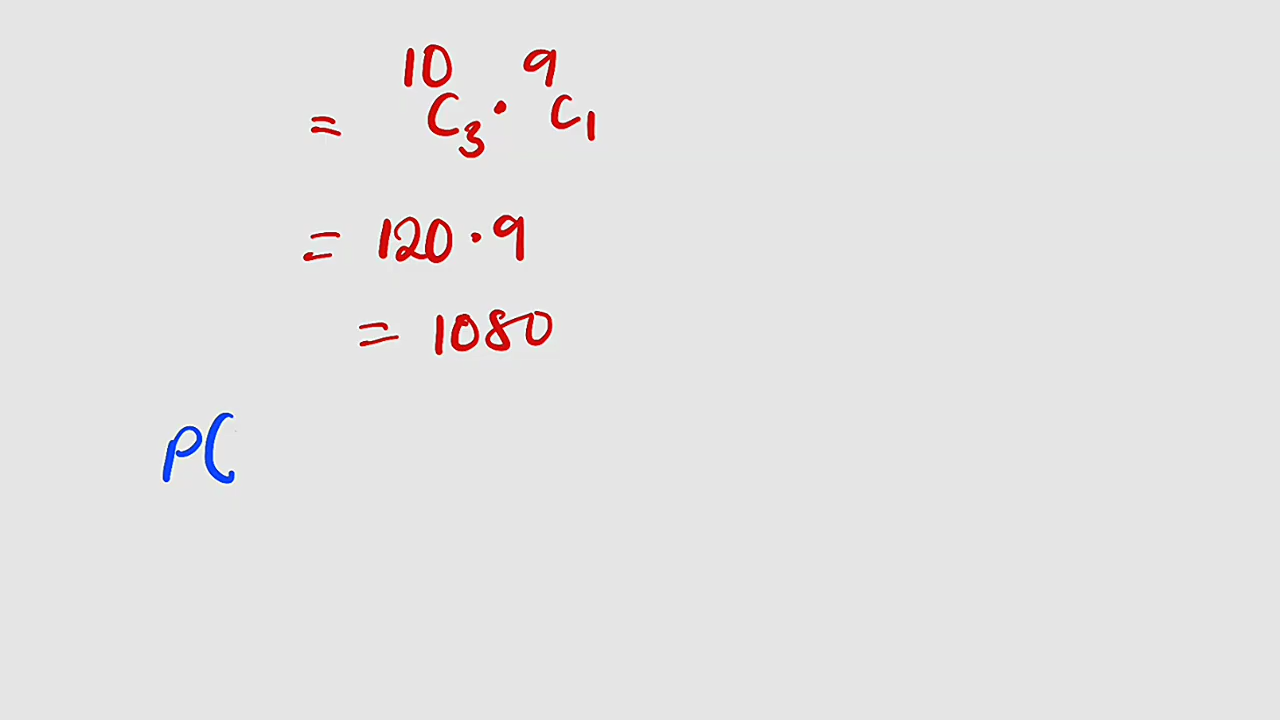 = ¹⁰C₃ · ⁹C₁
= 120 · 9
= 1080
P(